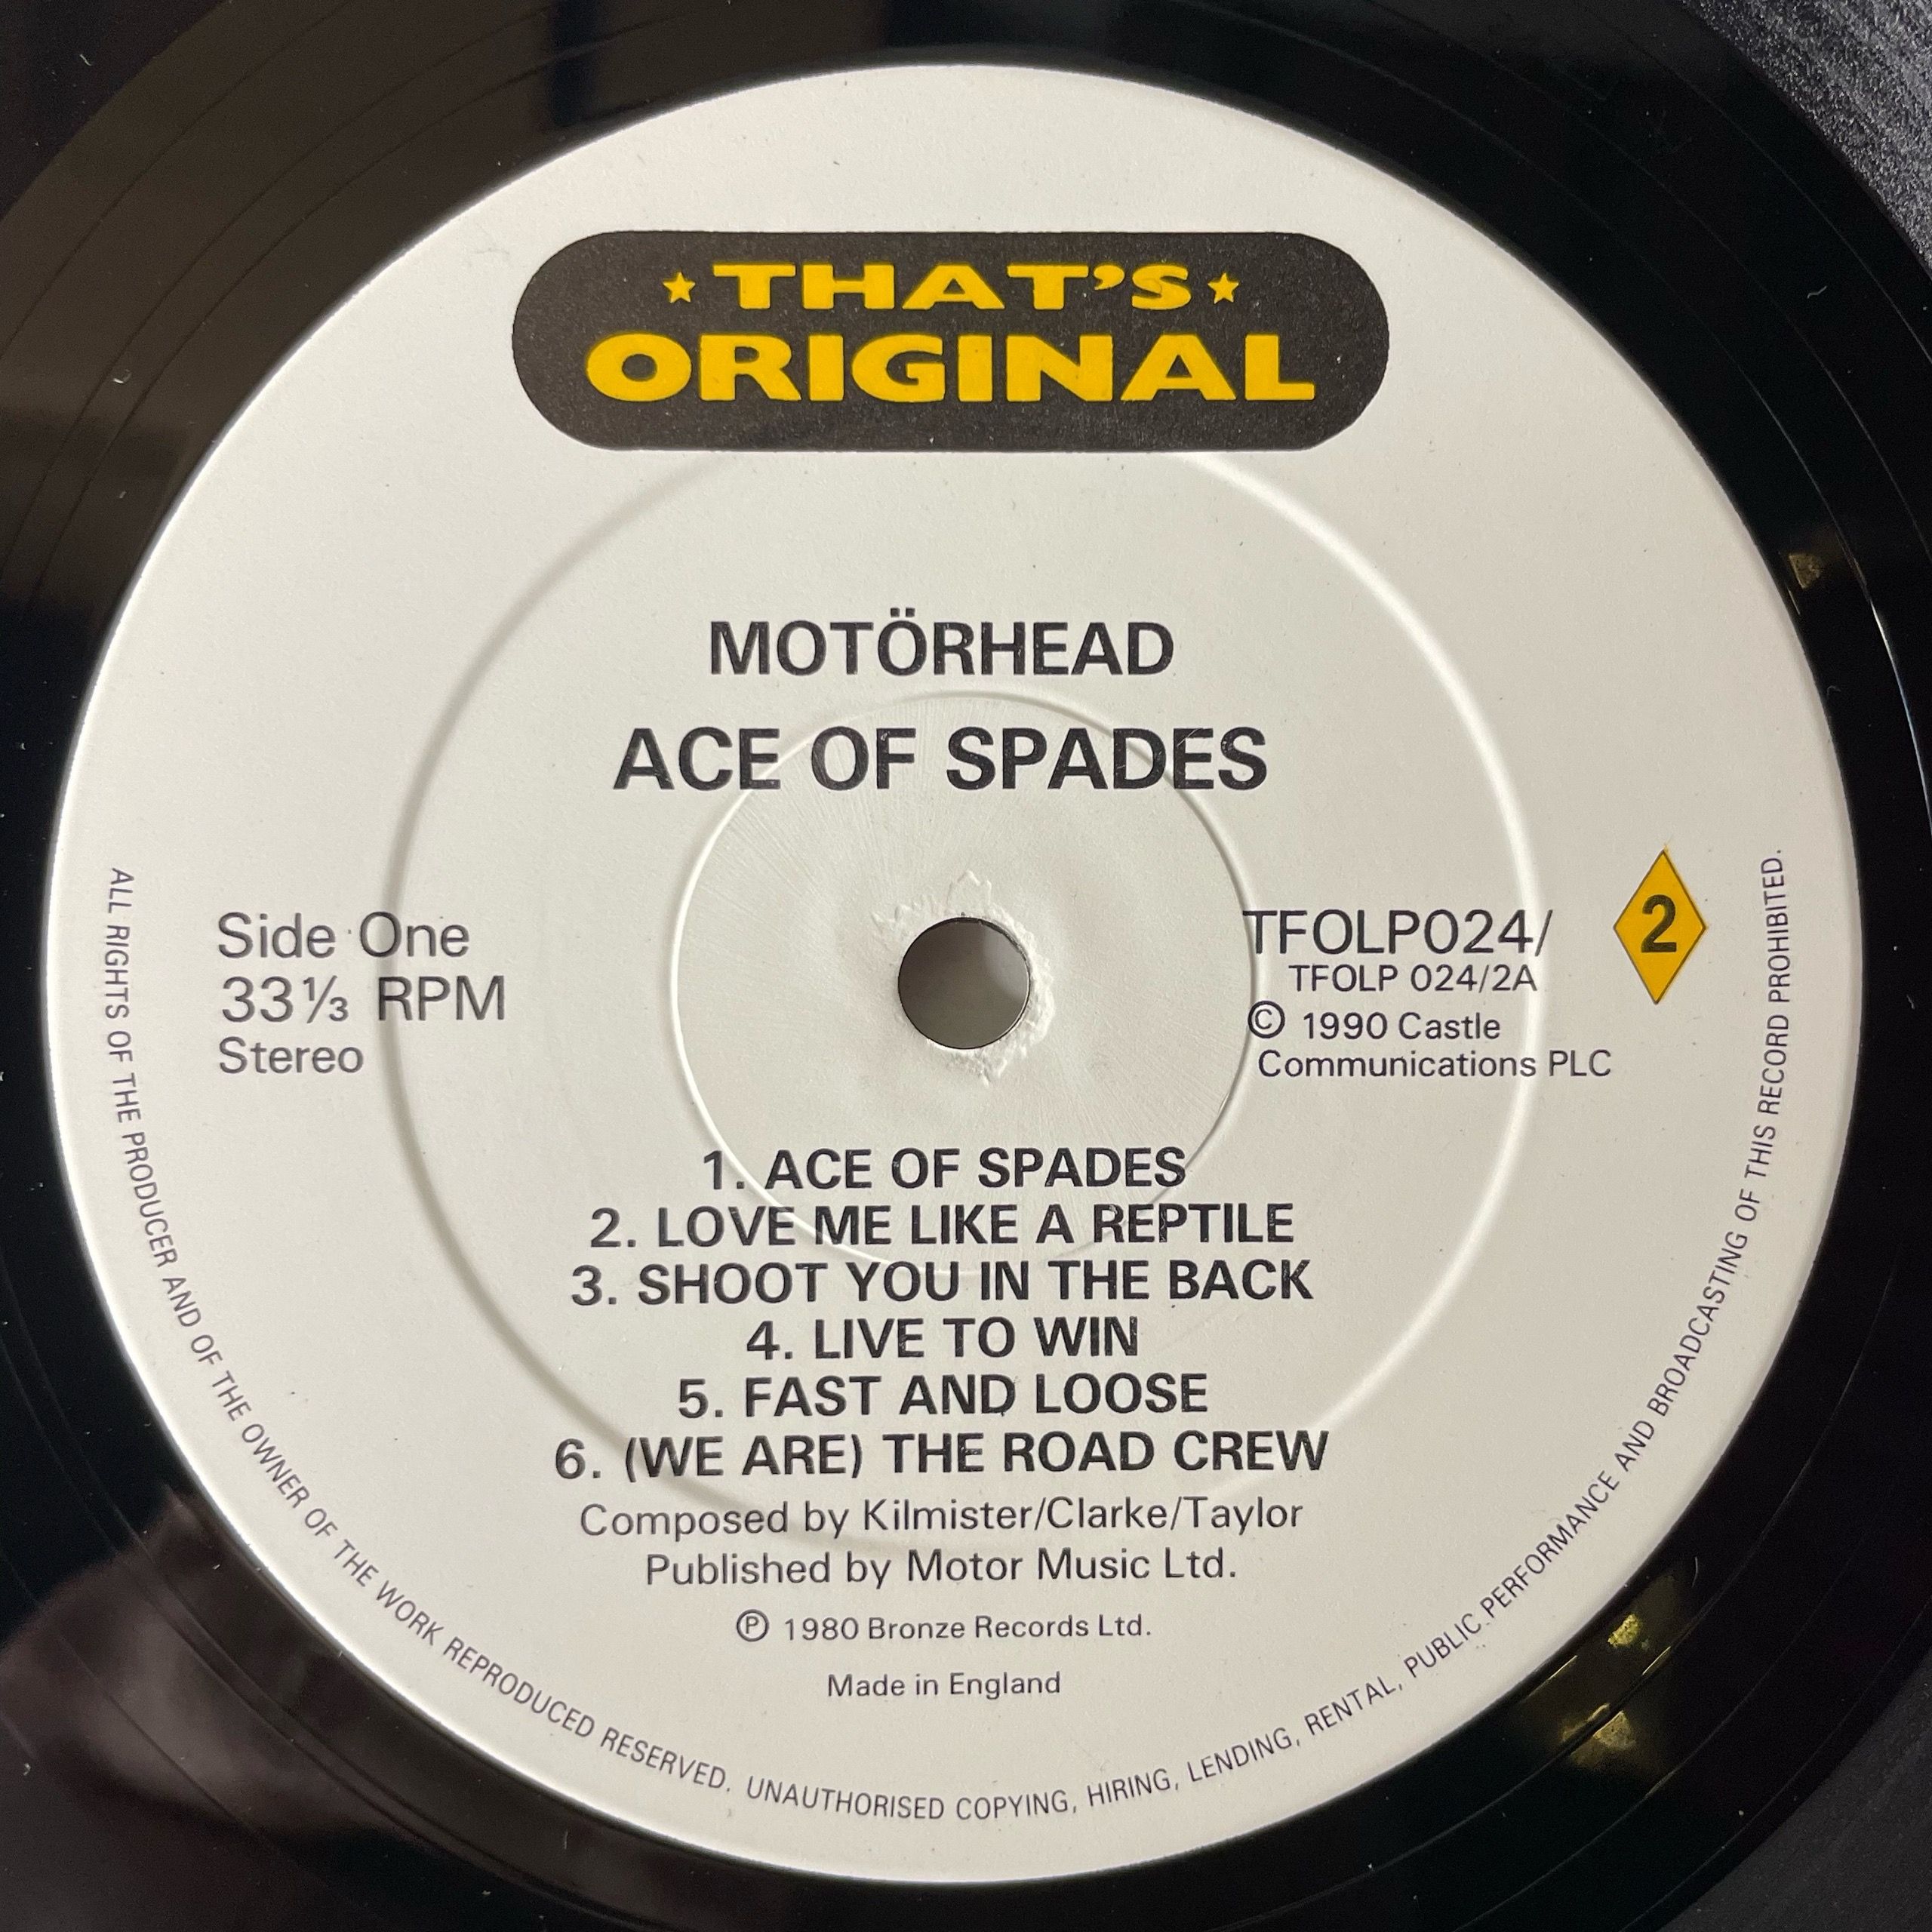 ★THAT'S★
ORIGINAL
MOTÖRHEAD
ACE OF SPADES
Side One
33⅓ RPM
Stereo
TFOLP024/
2
TFOLP 024/2A
© 1990 Castle
Communications PLC
1. ACE OF SPADES
2. LOVE ME LIKE A REPTILE
3. SHOOT YOU IN THE BACK
4. LIVE TO WIN
5. FAST AND LOOSE
6. (WE ARE) THE ROAD CREW
Composed by Kilmister/Clarke/Taylor
Published by Motor Music Ltd.
℗ 1980 Bronze Records Ltd.
Made in England
ALL RIGHTS OF THE PRODUCER AND OF THE OWNER OF THE WORK REPRODUCED RESERVED. UNAUTHORISED COPYING, HIRING, LENDING, RENTAL, PUBLIC PERFORMANCE AND BROADCASTING OF THIS RECORD PROHIBITED.